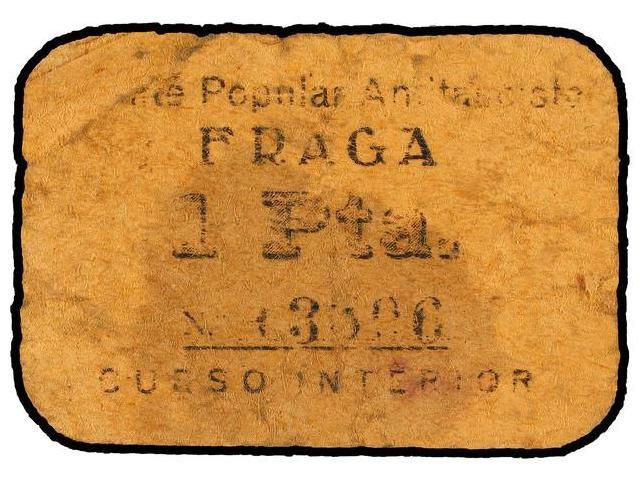 Popular Antifascista
FRAGA
1 Pta.
CURSO INTERIOR